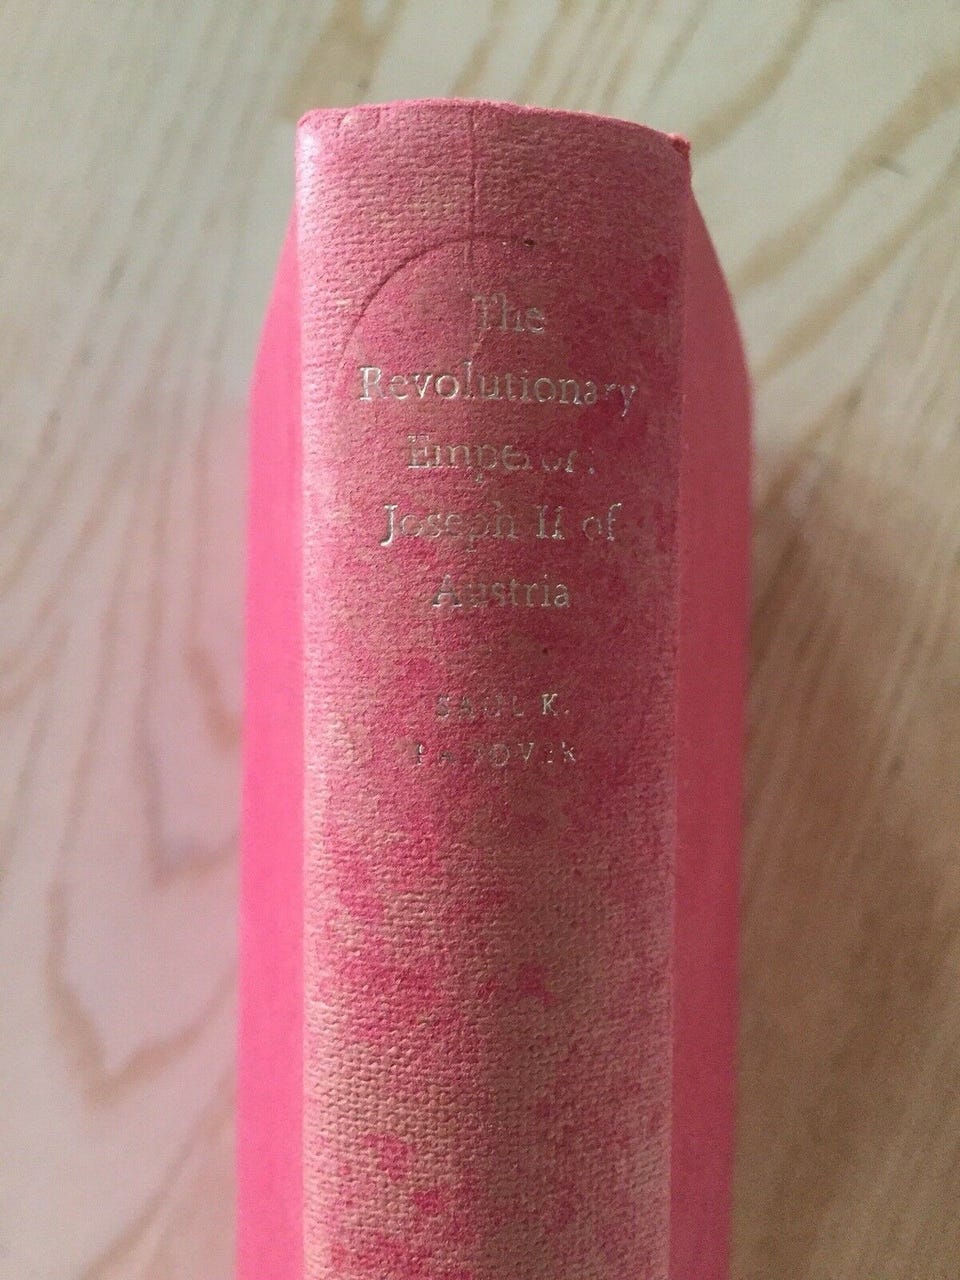 The
Revolutionary
Emperor:
Joseph II of
Austria
SAUL K.
PADOVER